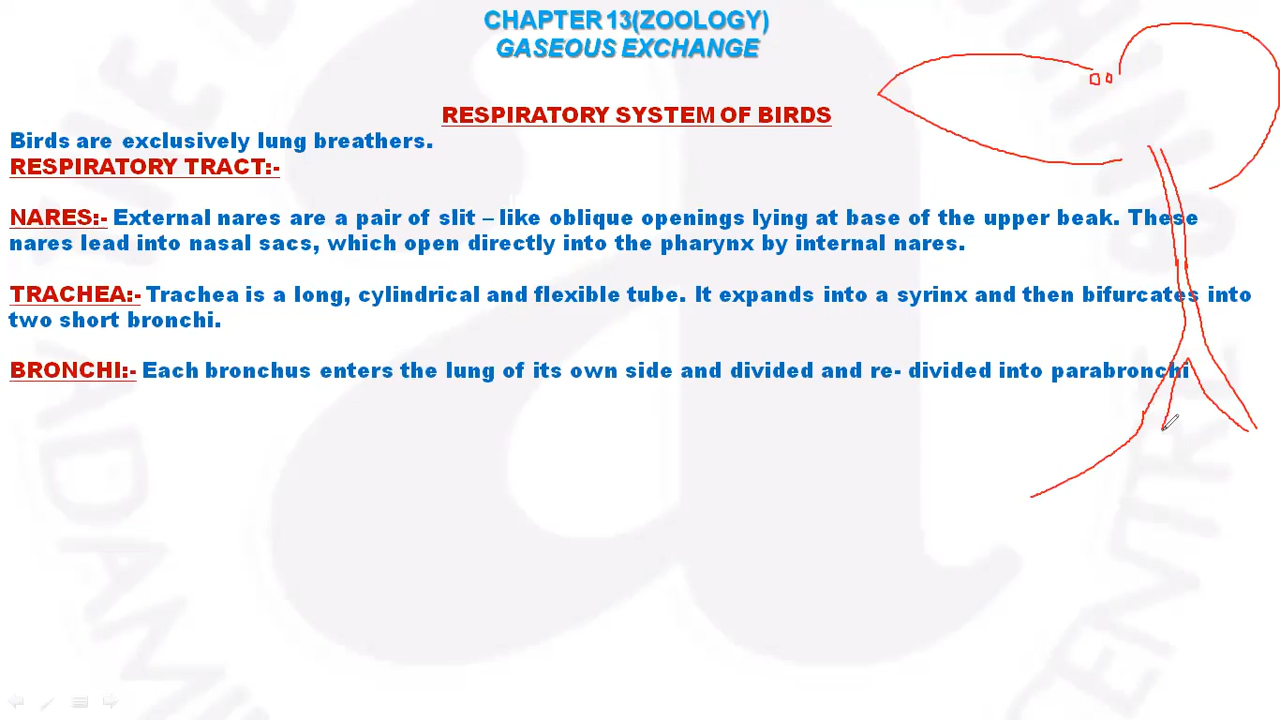 CHAPTER 13(ZOOLOGY)
GASEOUS EXCHANGE
RESPIRATORY SYSTEM OF BIRDS
Birds are exclusively lung breathers.
RESPIRATORY TRACT:-
NARES:- External nares are a pair of slit – like oblique openings lying at base of the upper beak. These
nares lead into nasal sacs, which open directly into the pharynx by internal nares.
TRACHEA:- Trachea is a long, cylindrical and flexible tube. It expands into a syrinx and then bifurcates into
two short bronchi.
BRONCHI:- Each bronchus enters the lung of its own side and divided and re- divided into parabronchi